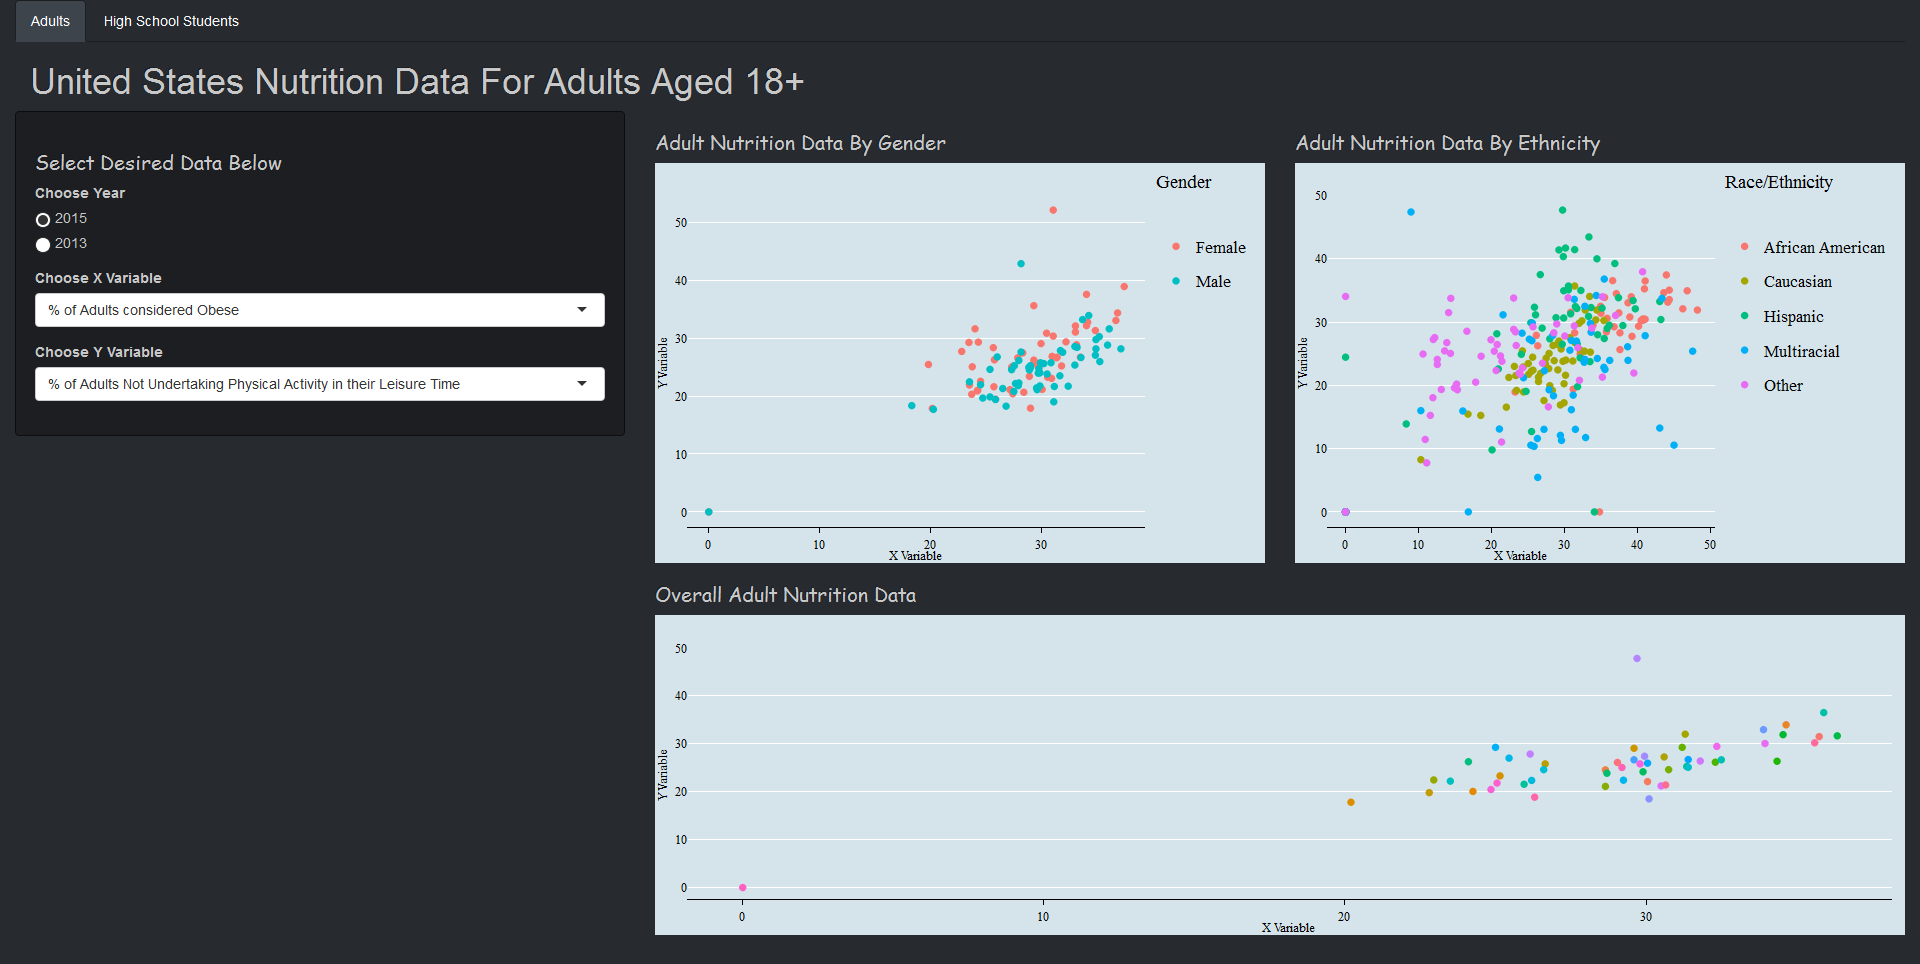 Adults
High School Students
United States Nutrition Data For Adults Aged 18+
Select Desired Data Below
Choose Year
2015
2013
Choose X Variable
% of Adults considered Obese
Choose Y Variable
% of Adults Not Undertaking Physical Activity in their Leisure Time
Adult Nutrition Data By Gender
Gender
Female
Male
50
40
30
20
10
0
Y Variable
0 10 20 30
X Variable
Adult Nutrition Data By Ethnicity
Race/Ethnicity
African American
Caucasian
Hispanic
Multiracial
Other
50
40
30
20
10
0
Y Variable
0 10 20 30 40 50
X Variable
Overall Adult Nutrition Data
50
40
30
20
10
0
Y Variable
0 10 20 30
X Variable